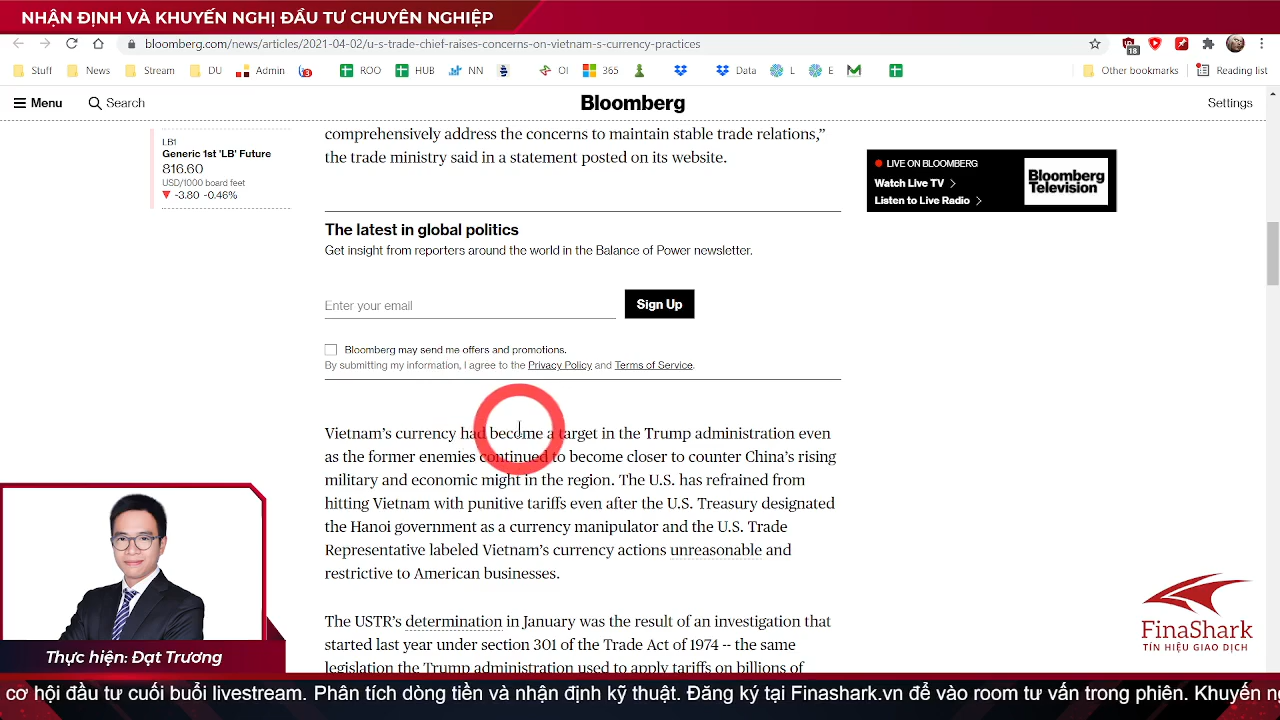 NHẬN ĐỊNH VÀ KHUYẾN NGHỊ ĐẦU TƯ CHUYÊN NGHIỆP
bloomberg.com/news/articles/2021-04-02/u-s-trade-chief-raises-concerns-on-vietnam-s-currency-practices
18
Stuff News Stream DU Admin ROO HUB NN OI 365 Data L E Other bookmarks Reading list
Menu Search Bloomberg Settings
LB1
Generic 1st 'LB' Future
816.60
USD/1000 board feet
▼ -3.80 -0.46%
comprehensively address the concerns to maintain stable trade relations,”
the trade ministry said in a statement posted on its website.
LIVE ON BLOOMBERG
Watch Live TV >
Listen to Live Radio >
Bloomberg
Television
The latest in global politics
Get insight from reporters around the world in the Balance of Power newsletter.
Enter your email Sign Up
Bloomberg may send me offers and promotions.
By submitting my information, I agree to the Privacy Policy and Terms of Service.
Vietnam’s currency had become a target in the Trump administration even
as the former enemies continued to become closer to counter China’s rising
military and economic might in the region. The U.S. has refrained from
hitting Vietnam with punitive tariffs even after the U.S. Treasury designated
the Hanoi government as a currency manipulator and the U.S. Trade
Representative labeled Vietnam’s currency actions unreasonable and
restrictive to American businesses.
The USTR’s determination in January was the result of an investigation that
started last year under section 301 of the Trade Act of 1974 -- the same
legislation the Trump administration used to apply tariffs on billions of
FinaShark
TÍN HIỆU GIAO DỊCH
Thực hiện: Đạt Trương
cơ hội đầu tư cuối buổi livestream. Phân tích dòng tiền và nhận định kỹ thuật. Đăng ký tại Finashark.vn để vào room tư vấn trong phiên. Khuyến